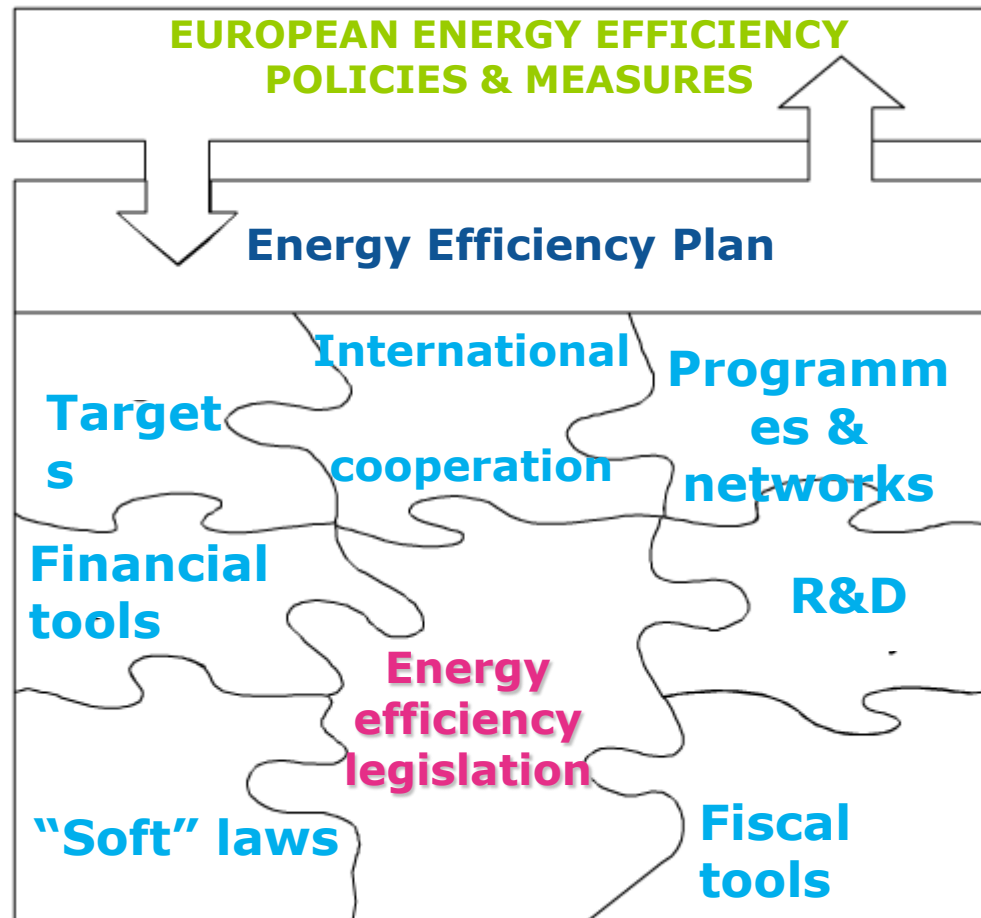 EUROPEAN ENERGY EFFICIENCY
POLICIES & MEASURES
Energy Efficiency Plan
International
cooperation
Target
s
Programm
es &
networks
Financial
tools
R&D
Energy
efficiency
legislation
“Soft” laws
Fiscal
tools